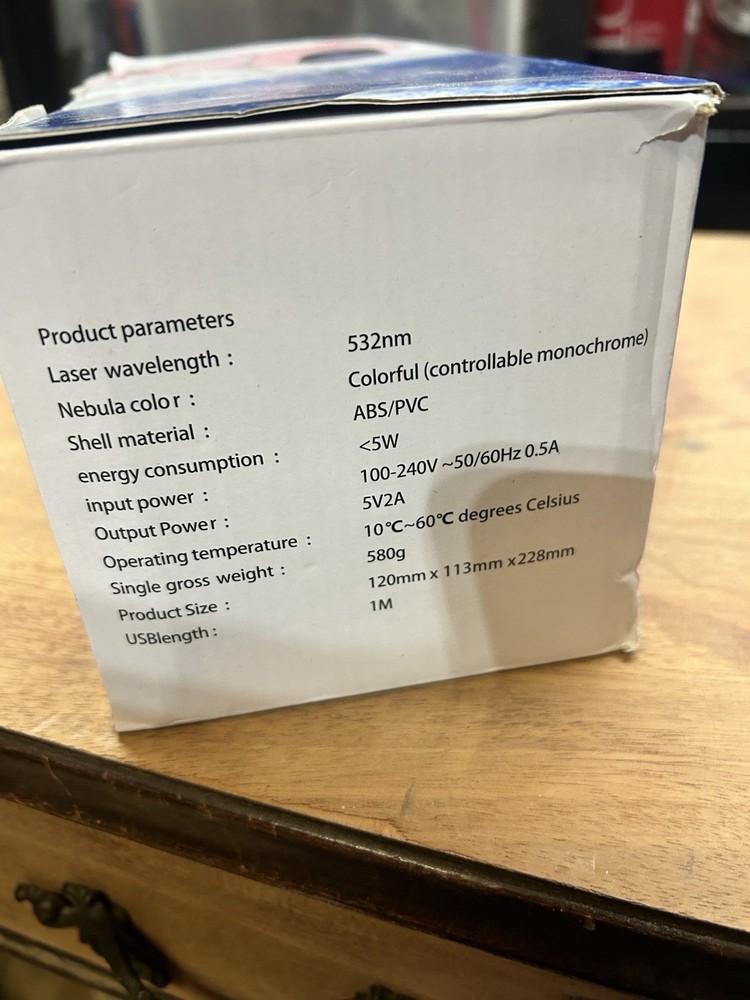 Product parameters
Laser wavelength : 532nm
Nebula color : Colorful (controllable monochrome)
Shell material : ABS/PVC
energy consumption : <5W
input power : 100-240V ~50/60Hz 0.5A
Output Power : 5V2A
Operating temperature : 10℃~60℃ degrees Celsius
Single gross weight : 580g
Product Size : 120mm x 113mm x228mm
USBlength : 1M